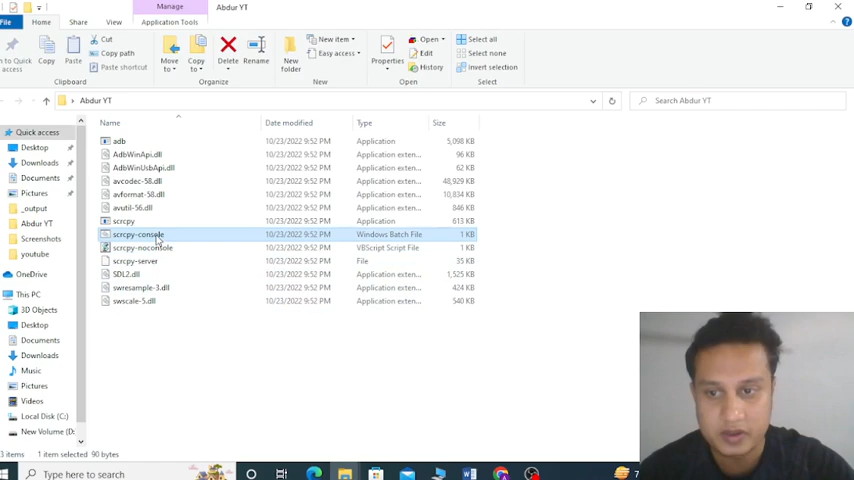 Manage
Abdur YT
File
Home
Share
View
Application Tools
Pin to Quick access
Copy
Paste
Cut
Copy path
Paste shortcut
Move to
Copy to
Delete
Rename
New folder
New item
Easy access
Properties
Open
Edit
History
Select all
Select none
Invert selection
Clipboard
Organize
New
Open
Select
Abdur YT
Search Abdur YT
Name
Date modified
Type
Size
Quick access
Desktop
Downloads
Documents
Pictures
_output
Abdur YT
Screenshots
youtube
OneDrive
This PC
3D Objects
Desktop
Documents
Downloads
Music
Pictures
Videos
Local Disk (C:)
New Volume (D:
adb 10/23/2022 9:52 PM Application 5,098 KB
AdbWinApi.dll 10/23/2022 9:52 PM Application exten... 96 KB
AdbWinUsbApi.dll 10/23/2022 9:52 PM Application exten... 62 KB
avcodec-58.dll 10/23/2022 9:52 PM Application exten... 48,929 KB
avformat-58.dll 10/23/2022 9:52 PM Application exten... 10,834 KB
avutil-56.dll 10/23/2022 9:52 PM Application exten... 846 KB
scrcpy 10/23/2022 9:52 PM Application 613 KB
scrcpy-console 10/23/2022 9:52 PM Windows Batch File 1 KB
scrcpy-noconsole 10/23/2022 9:52 PM VBScript Script File 1 KB
scrcpy-server 10/23/2022 9:52 PM File 35 KB
SDL2.dll 10/23/2022 9:52 PM Application exten... 1,525 KB
swresample-3.dll 10/23/2022 9:52 PM Application exten... 424 KB
swscale-5.dll 10/23/2022 9:52 PM Application exten... 540 KB
3 items 1 item selected 90 bytes
Type here to search